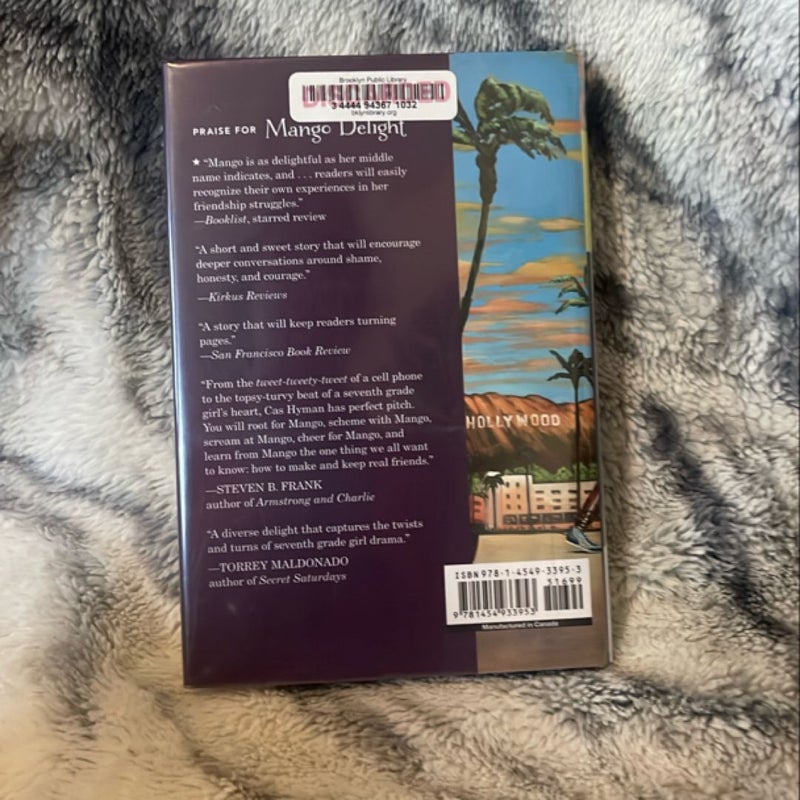 Brooklyn Public Library
DISCARDED
3 4444 94367 1032
bklynlibrary.org
PRAISE FOR Mango Delight
★ “Mango is as delightful as her middle
name indicates, and . . . readers will easily
recognize their own experiences in her
friendship struggles.”
—Booklist, starred review
“A short and sweet story that will encourage
deeper conversations around shame,
honesty, and courage.”
—Kirkus Reviews
“A story that will keep readers turning
pages.”
—San Francisco Book Review
“From the tweet-tweety-tweet of a cell phone
to the topsy-turvy beat of a seventh grade
girl’s heart, Cas Hyman has perfect pitch.
You will root for Mango, scheme with Mango,
scream at Mango, cheer for Mango, and
learn from Mango the one thing we all want
to know: how to make and keep real friends.”
—STEVEN B. FRANK
author of Armstrong and Charlie
“A diverse delight that captures the twists
and turns of seventh grade girl drama.”
—TORREY MALDONADO
author of Secret Saturdays
HOLLYWOOD
ISBN 978-1-4549-3395-3
51699
9 781454 933953
Manufactured in Canada